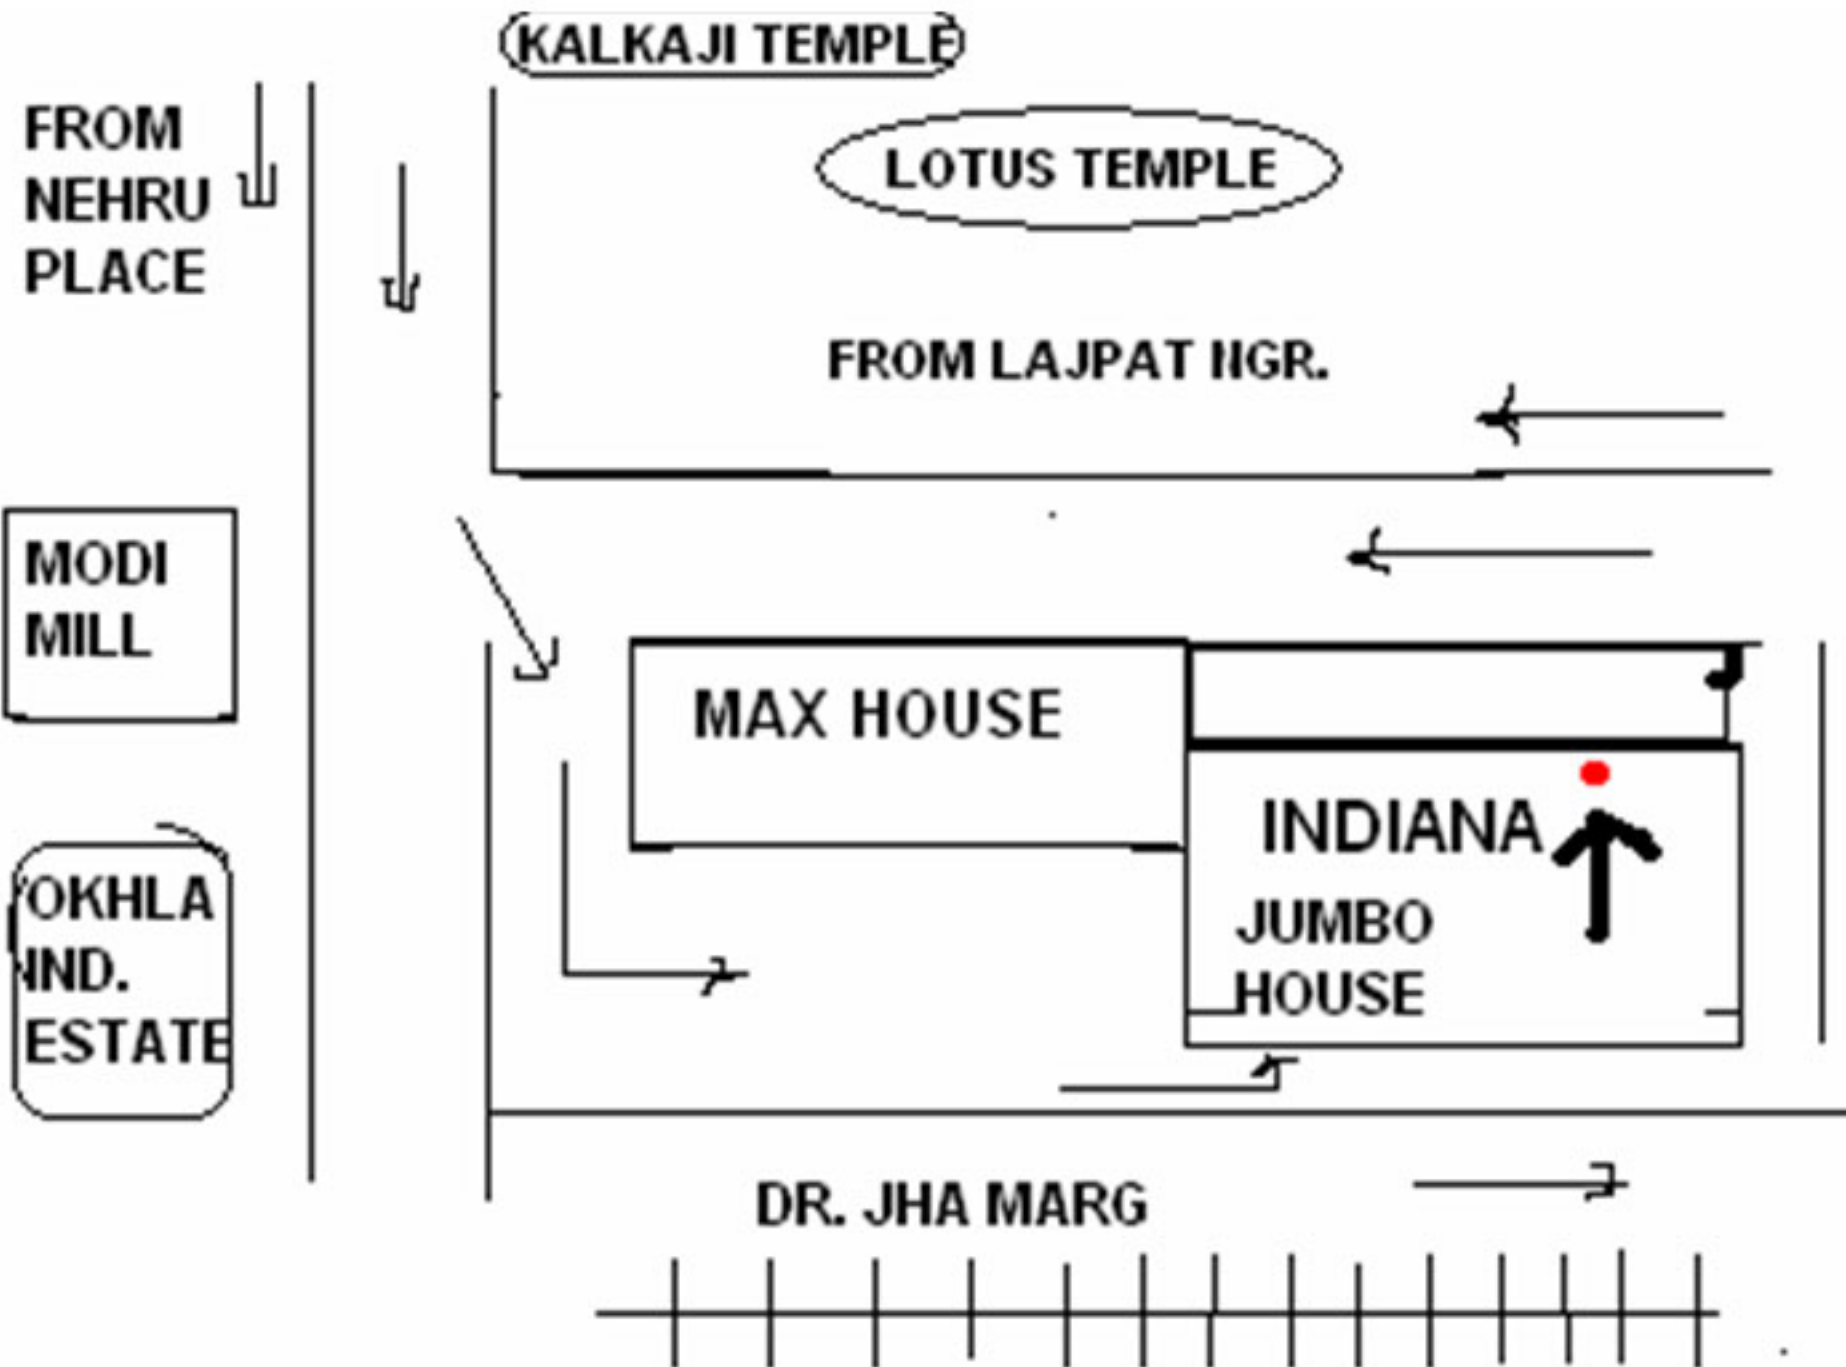 KALKAJI TEMPLE
FROM
NEHRU
PLACE
LOTUS TEMPLE
FROM LAJPAT NGR.
MODI
MILL
MAX HOUSE
INDIANA
JUMBO
HOUSE
OKHLA
IND.
ESTATE
DR. JHA MARG